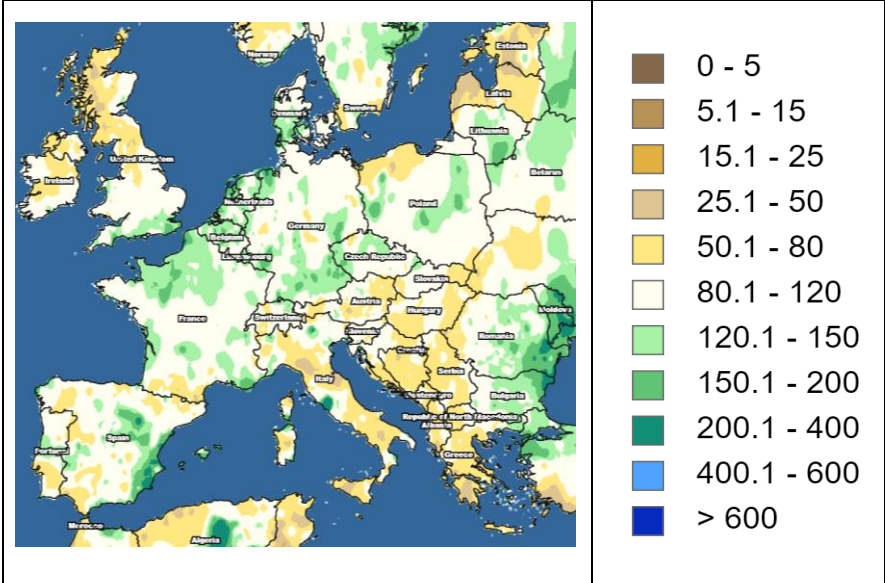 Norway
Estonia
Latvia
Denmark
Sweden
Lithuania
United Kingdom
Ireland
Belarus
Netherlands
Poland
Germany
Belgium
Luxembourg
Czech Republic
Slovakia
Austria
Hungary
Moldova
France
Switzerland
Slovenia
Romania
Croatia
Italy
Serbia
Montenegro
Bulgaria
Republic of North Macedonia
Albania
Spain
Portugal
Greece
Morocco
Algeria
0 - 5
5.1 - 15
15.1 - 25
25.1 - 50
50.1 - 80
80.1 - 120
120.1 - 150
150.1 - 200
200.1 - 400
400.1 - 600
> 600